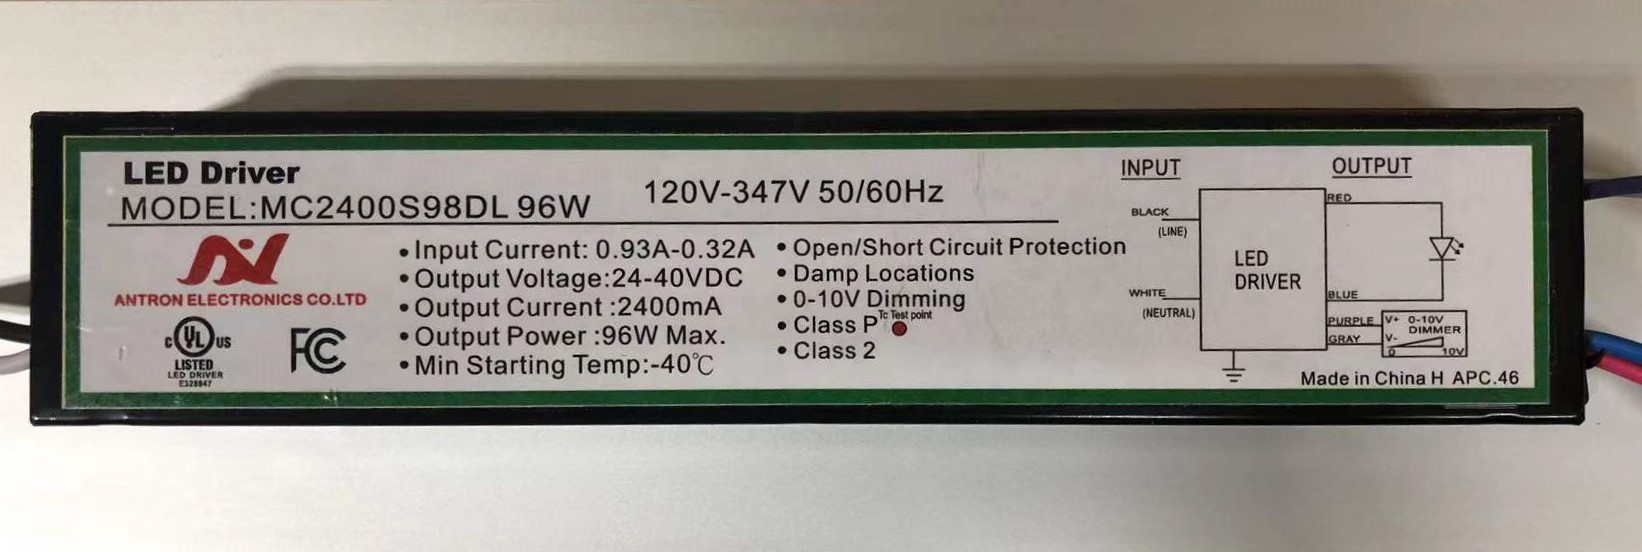 LED Driver
MODEL:MC2400S98DL 96W
120V-347V 50/60Hz
ANTRON ELECTRONICS CO.LTD
c UL US
LISTED
LED DRIVER
E328847
FC
• Input Current: 0.93A-0.32A
• Output Voltage:24-40VDC
• Output Current :2400mA
• Output Power :96W Max.
• Min Starting Temp:-40℃
• Open/Short Circuit Protection
• Damp Locations
• 0-10V Dimming
• Class P
Tc Test point
• Class 2
INPUT
OUTPUT
BLACK
(LINE)
WHITE
(NEUTRAL)
LED
DRIVER
RED
BLUE
PURPLE
GRAY
V+ 0-10V
DIMMER
V-
0 10V
Made in China H APC.46